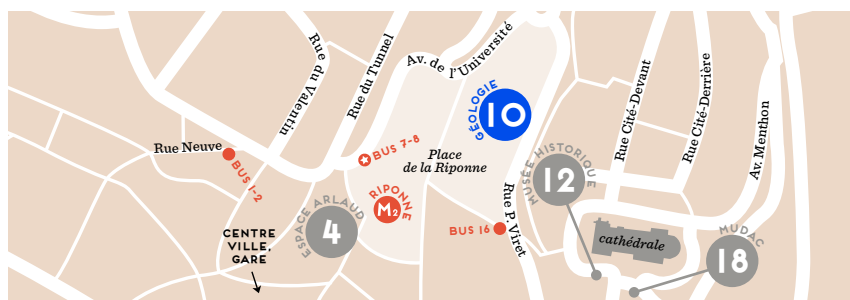 Rue du Valentin
Rue du Tunnel
Av. de l'Université
GÉOLOGIE
10
Rue Cité-Devant
Rue Cité-Derrière
Av. Menthon
Rue Neuve
BUS 1-2
BUS 7-8
Place
de la Riponne
RIPONNE
M2
MUSÉE HISTORIQUE
12
ESPACE ARLAUD
4
CENTRE
VILLE,
GARE
BUS 16
Rue P. Viret
cathédrale
MUDAC
18